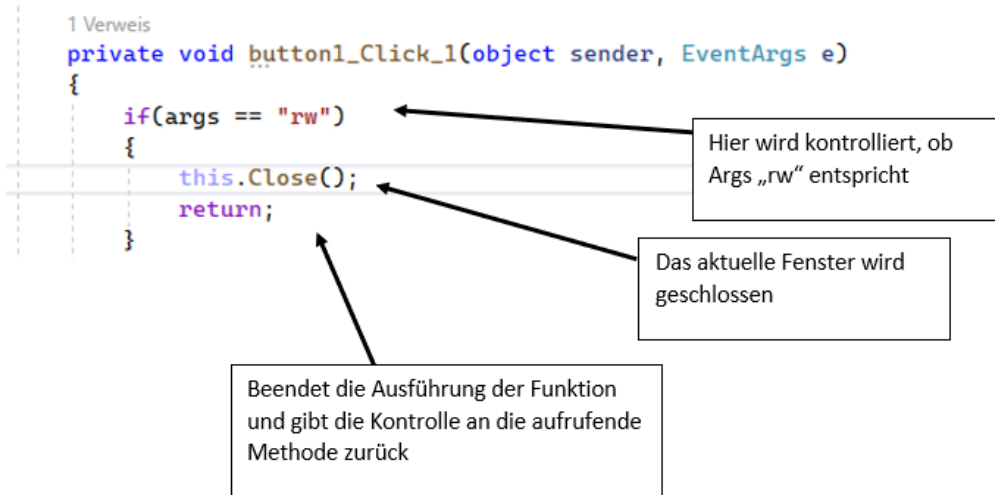 1 Verweis
private void button1_Click_1(object sender, EventArgs e)
{
if(args == "rw")
{
this.Close();
return;
}
Hier wird kontrolliert, ob
Args „rw“ entspricht
Das aktuelle Fenster wird
geschlossen
Beendet die Ausführung der Funktion
und gibt die Kontrolle an die aufrufende
Methode zurück